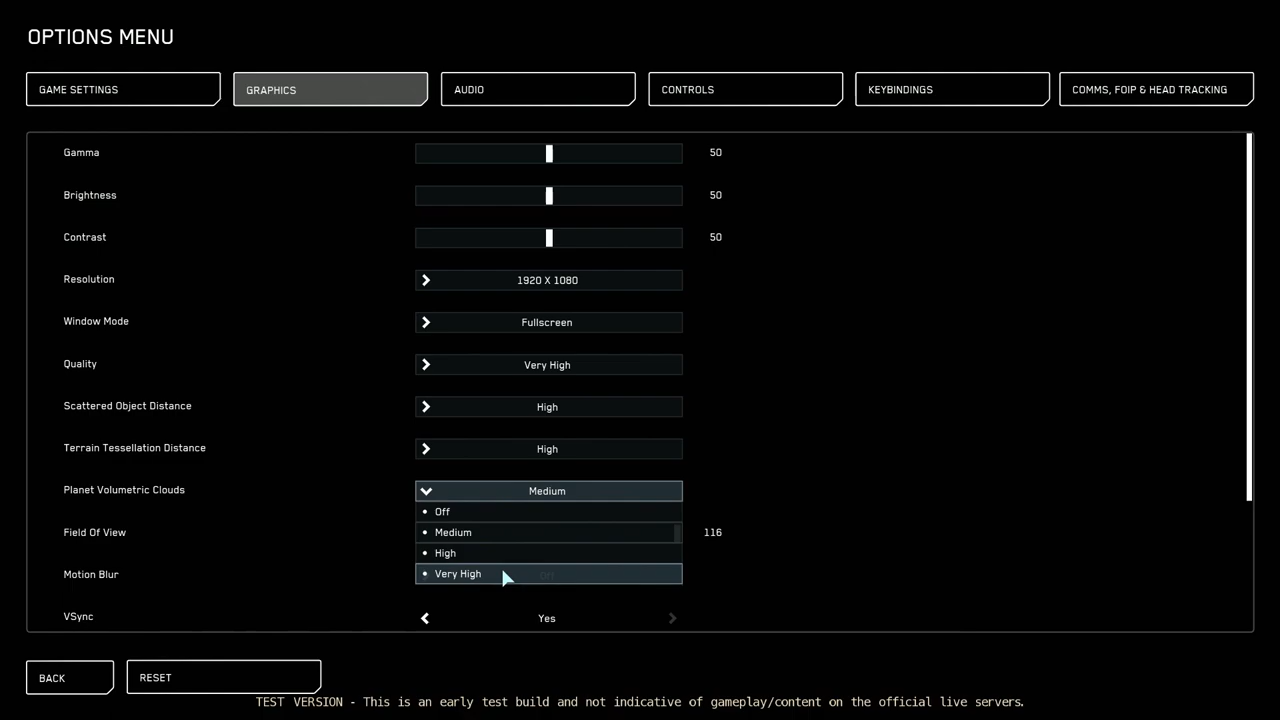 OPTIONS MENU
GAME SETTINGS
GRAPHICS
AUDIO
CONTROLS
KEYBINDINGS
COMMS, FOIP & HEAD TRACKING
Gamma 50
Brightness 50
Contrast 50
Resolution 1920 X 1080
Window Mode Fullscreen
Quality Very High
Scattered Object Distance High
Terrain Tessellation Distance High
Planet Volumetric Clouds Medium
Off
Field Of View Medium 116
High
Motion Blur Very High Off
VSync Yes
BACK
RESET
TEST VERSION - This is an early test build and not indicative of gameplay/content on the official live servers.